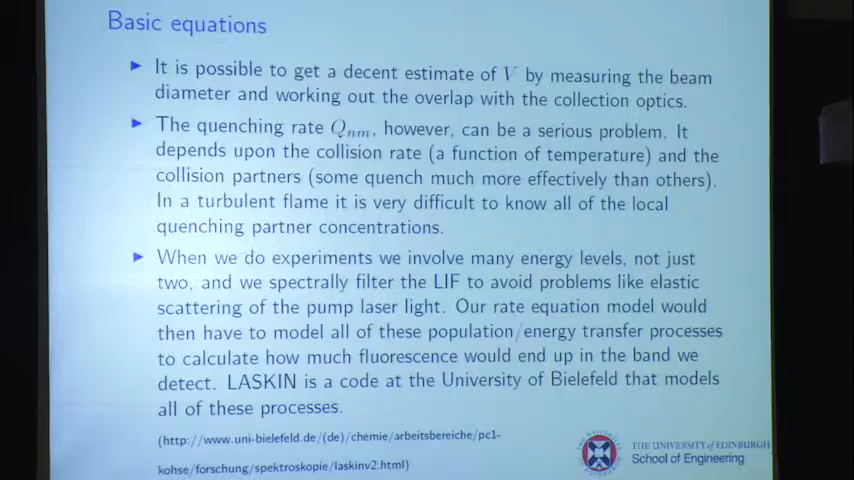 Basic equations
It is possible to get a decent estimate of V by measuring the beam
diameter and working out the overlap with the collection optics.
The quenching rate Qnm, however, can be a serious problem. It
depends upon the collision rate (a function of temperature) and the
collision partners (some quench much more effectively than others).
In a turbulent flame it is very difficult to know all of the local
quenching partner concentrations.
When we do experiments we involve many energy levels, not just
two, and we spectrally filter the LIF to avoid problems like elastic
scattering of the pump laser light. Our rate equation model would
then have to model all of these population/energy transfer processes
to calculate how much fluorescence would end up in the band we
detect. LASKIN is a code at the University of Bielefeld that models
all of these processes.
(http://www.uni-bielefeld.de/(de)/chemie/arbeitsbereiche/pc1-
kohse/forschung/spektroskopie/laskinv2.html)
THE UNIVERSITY of EDINBURGH
School of Engineering